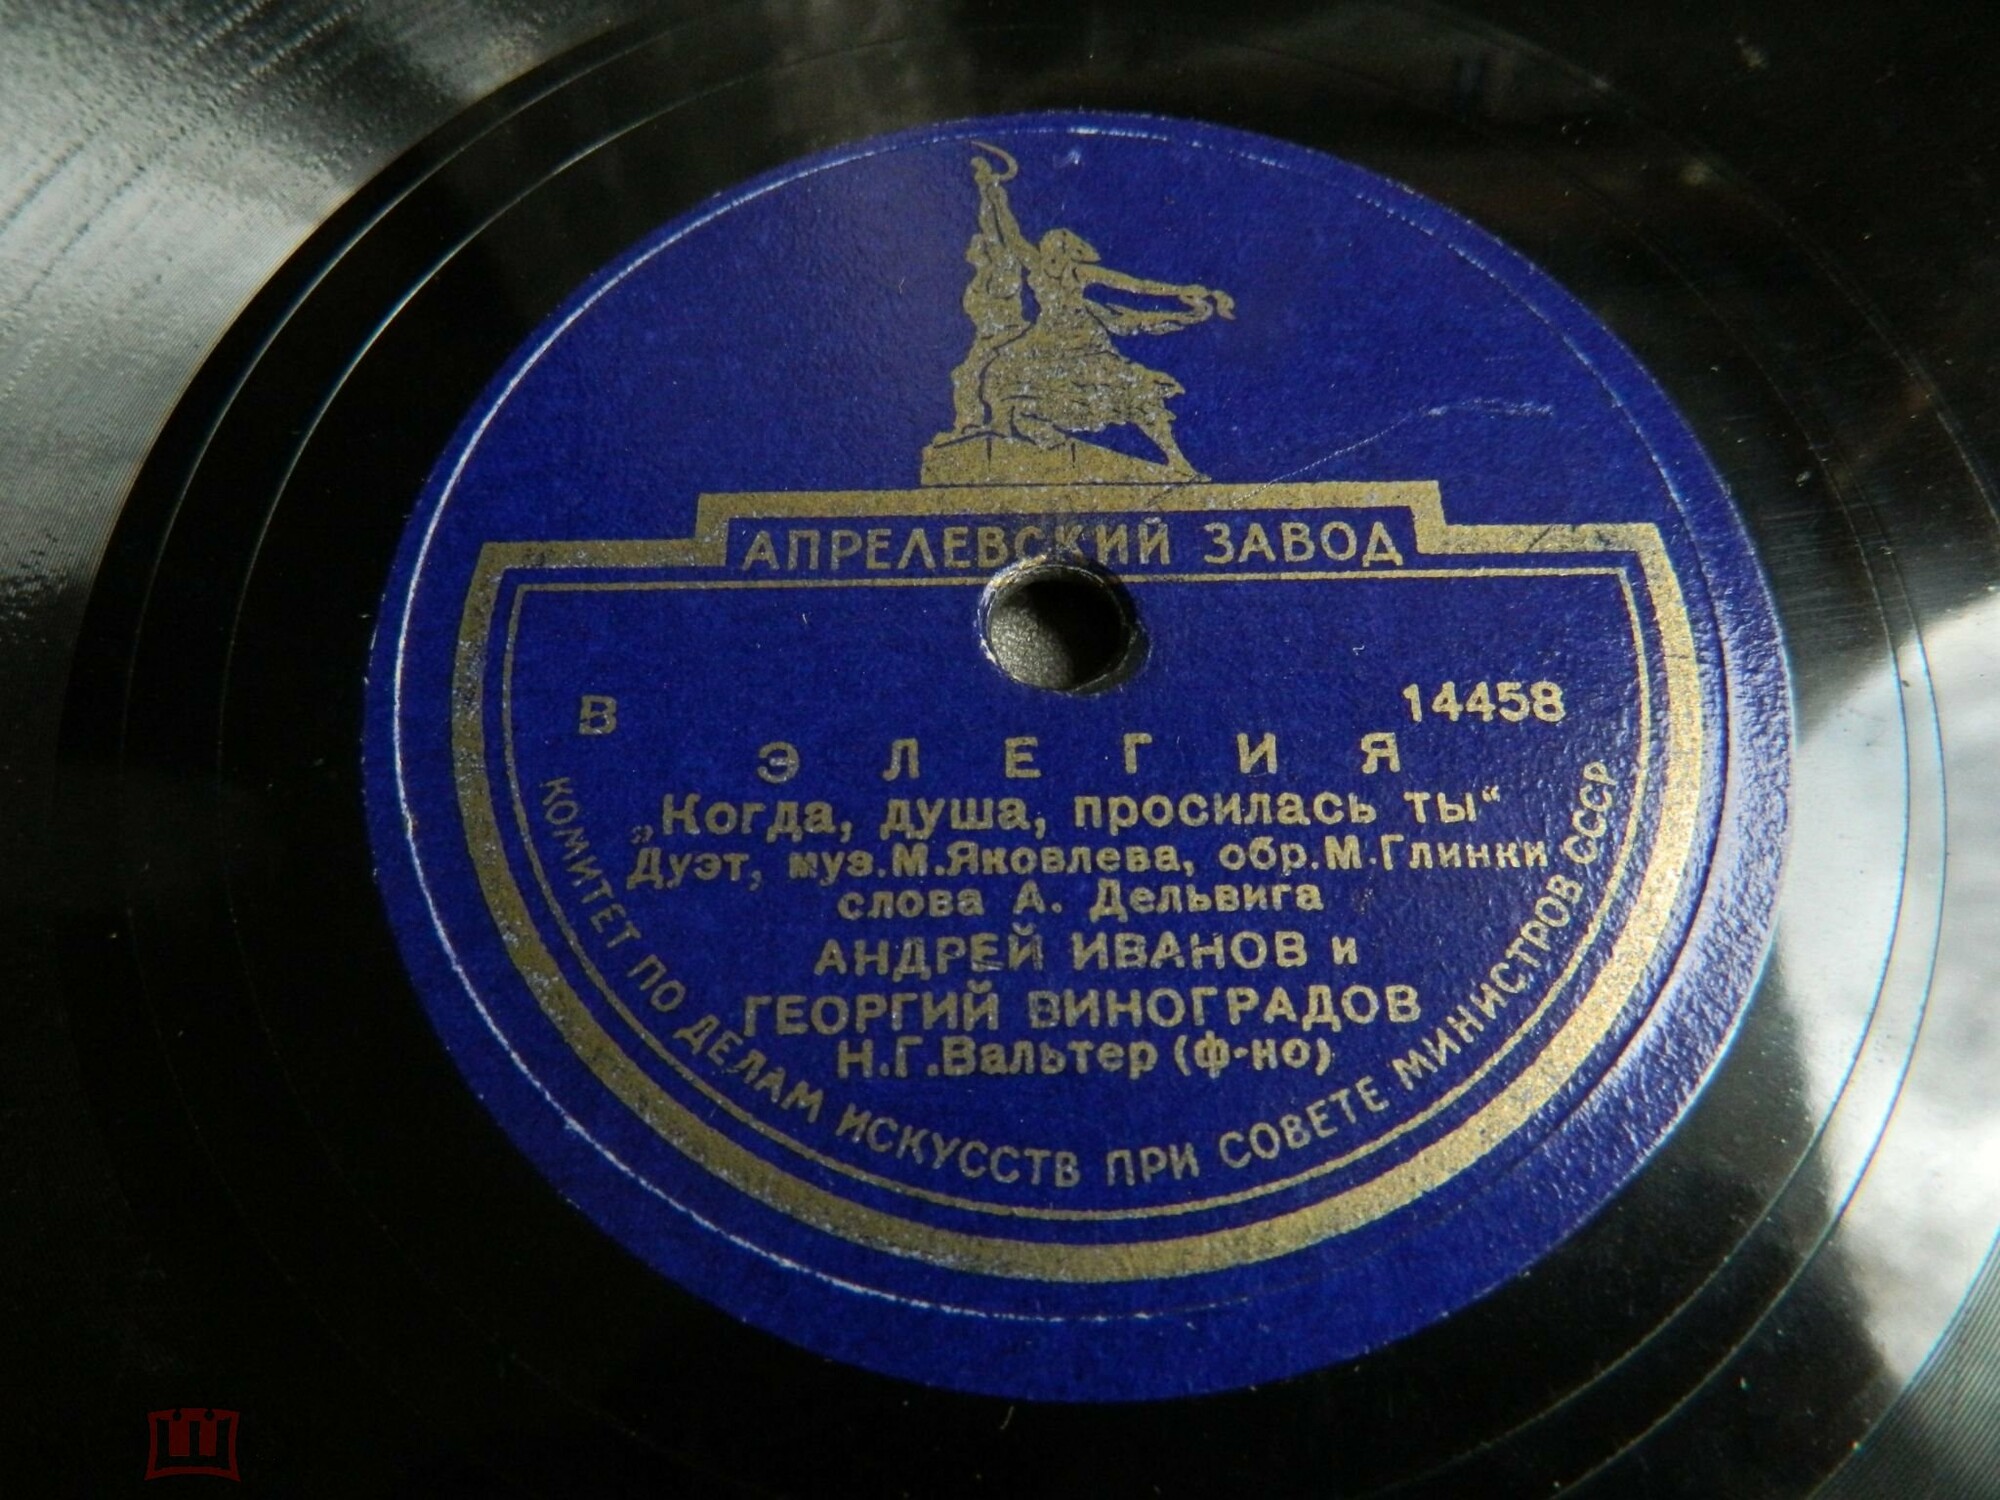 АПРЕЛЕВСКИЙ ЗАВОД
В 14458
ЭЛЕГИЯ
„Когда, душа, просилась ты“
Дуэт, муз.М.Яковлева, обр.М.Глинки
слова А. Дельвига
АНДРЕЙ ИВАНОВ и
ГЕОРГИЙ ВИНОГРАДОВ
Н.Г.Вальтер (ф-но)
КОМИТЕТ ПО ДЕЛАМ ИСКУССТВ ПРИ СОВЕТЕ МИНИСТРОВ СССР